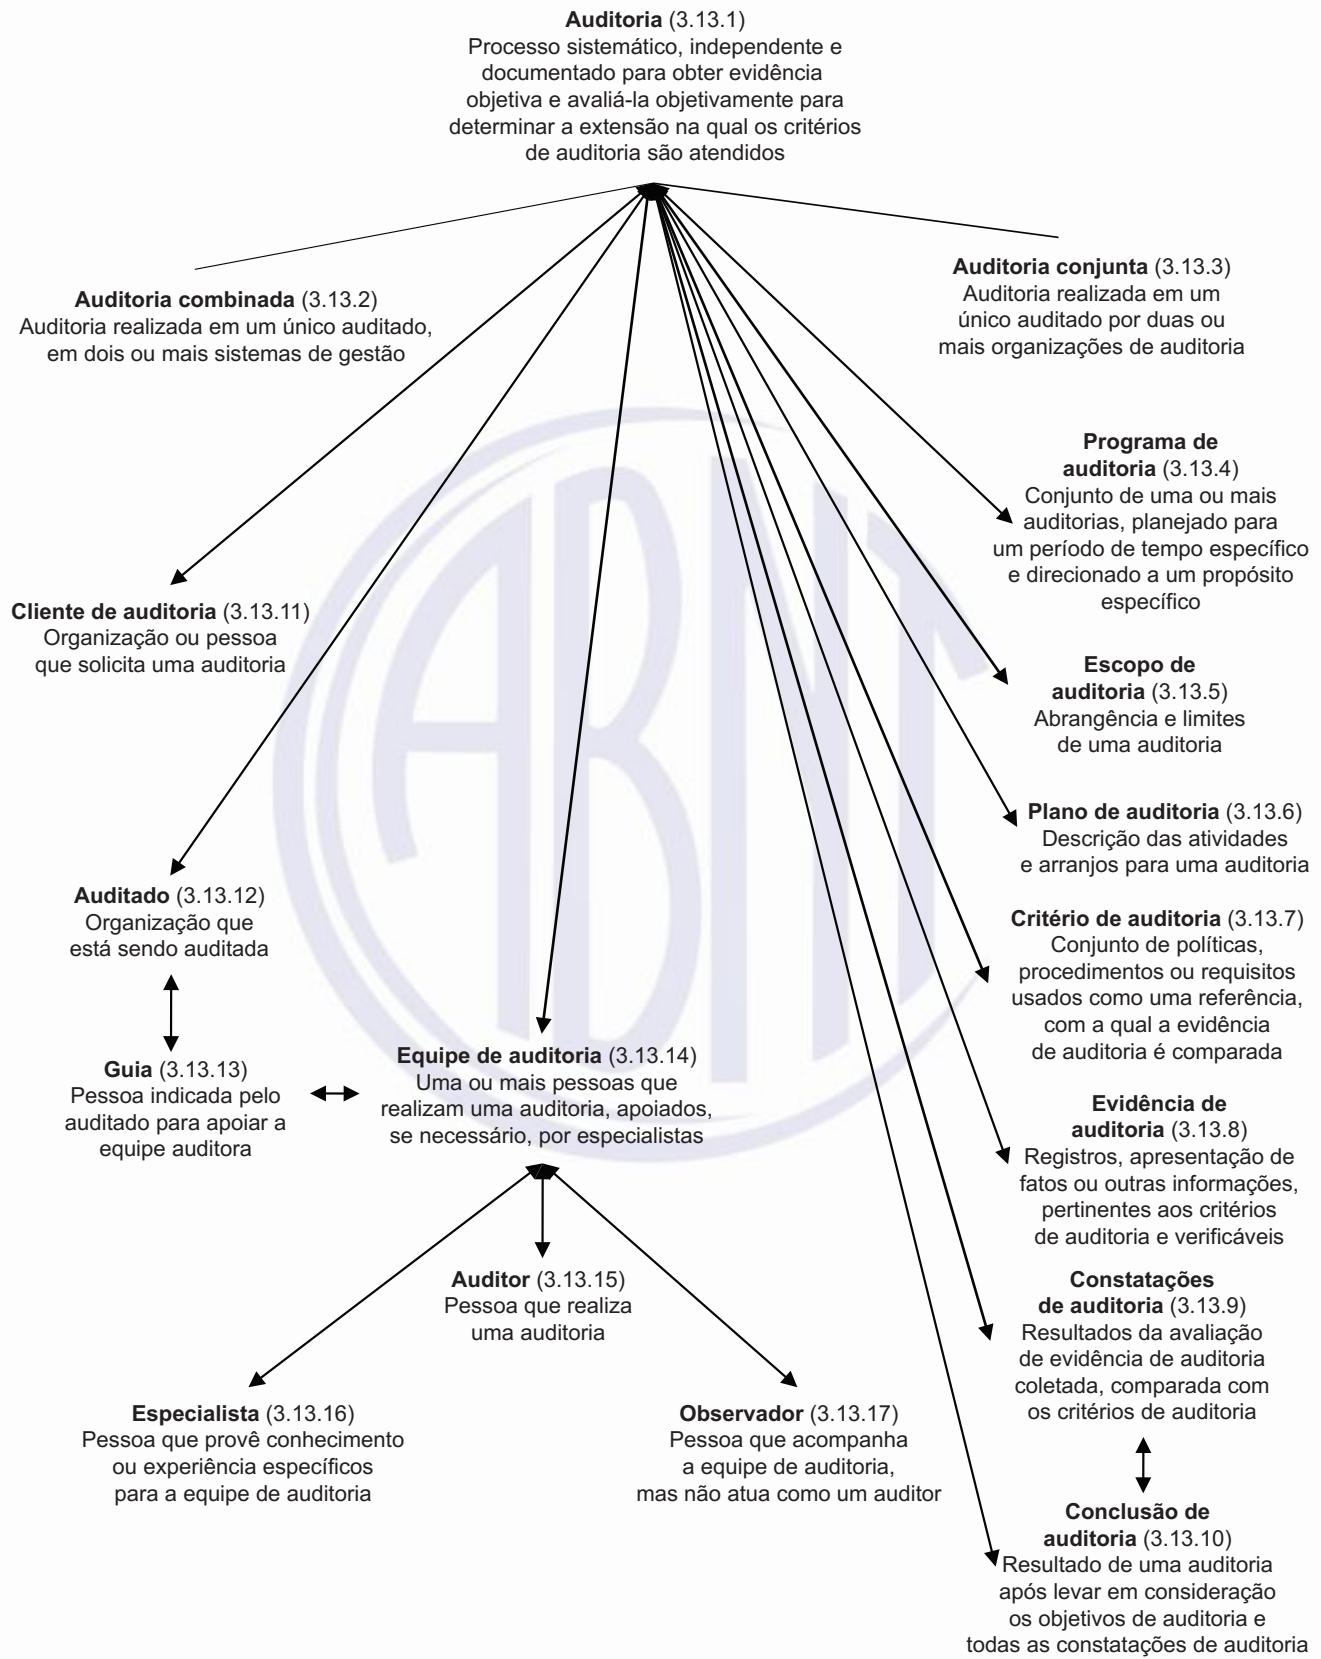 Auditoria (3.13.1)
Processo sistemático, independente e
documentado para obter evidência
objetiva e avaliá-la objetivamente para
determinar a extensão na qual os critérios
de auditoria são atendidos
Auditoria combinada (3.13.2)
Auditoria realizada em um único auditado,
em dois ou mais sistemas de gestão
Auditoria conjunta (3.13.3)
Auditoria realizada em um
único auditado por duas ou
mais organizações de auditoria
Programa de
auditoria (3.13.4)
Conjunto de uma ou mais
auditorias, planejado para
um período de tempo específico
e direcionado a um propósito
específico
Cliente de auditoria (3.13.11)
Organização ou pessoa
que solicita uma auditoria
Escopo de
auditoria (3.13.5)
Abrangência e limites
de uma auditoria
Plano de auditoria (3.13.6)
Descrição das atividades
e arranjos para uma auditoria
Auditado (3.13.12)
Organização que
está sendo auditada
Critério de auditoria (3.13.7)
Conjunto de políticas,
procedimentos ou requisitos
usados como uma referência,
com a qual a evidência
de auditoria é comparada
Guia (3.13.13)
Pessoa indicada pelo
auditado para apoiar a
equipe auditora
Equipe de auditoria (3.13.14)
Uma ou mais pessoas que
realizam uma auditoria, apoiados,
se necessário, por especialistas
Evidência de
auditoria (3.13.8)
Registros, apresentação de
fatos ou outras informações,
pertinentes aos critérios
de auditoria e verificáveis
Auditor (3.13.15)
Pessoa que realiza
uma auditoria
Constatações
de auditoria (3.13.9)
Resultados da avaliação
de evidência de auditoria
coletada, comparada com
os critérios de auditoria
Especialista (3.13.16)
Pessoa que provê conhecimento
ou experiência específicos
para a equipe de auditoria
Observador (3.13.17)
Pessoa que acompanha
a equipe de auditoria,
mas não atua como um auditor
Conclusão de
auditoria (3.13.10)
Resultado de uma auditoria
após levar em consideração
os objetivos de auditoria e
todas as constatações de auditoria
ABNT